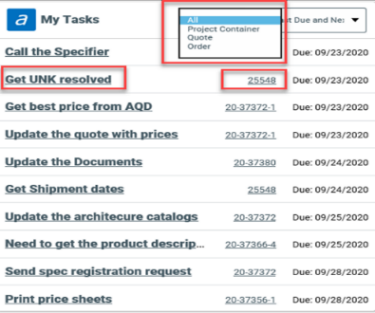 a My Tasks
All
Project Container
Quote
Order
t Due and Ne
Call the Specifier Due: 09/23/2020
Get UNK resolved 25548 Due: 09/23/2020
Get best price from AQD 20-37372-1 Due: 09/23/2020
Update the quote with prices 20-37372-1 Due: 09/23/2020
Update the Documents 20-37380 Due: 09/24/2020
Get Shipment dates 25548 Due: 09/24/2020
Update the architecure catalogs 20-37372 Due: 09/25/2020
Need to get the product descrip... 20-37366-4 Due: 09/25/2020
Send spec registration request 20-37372 Due: 09/28/2020
Print price sheets 20-37356-1 Due: 09/28/2020